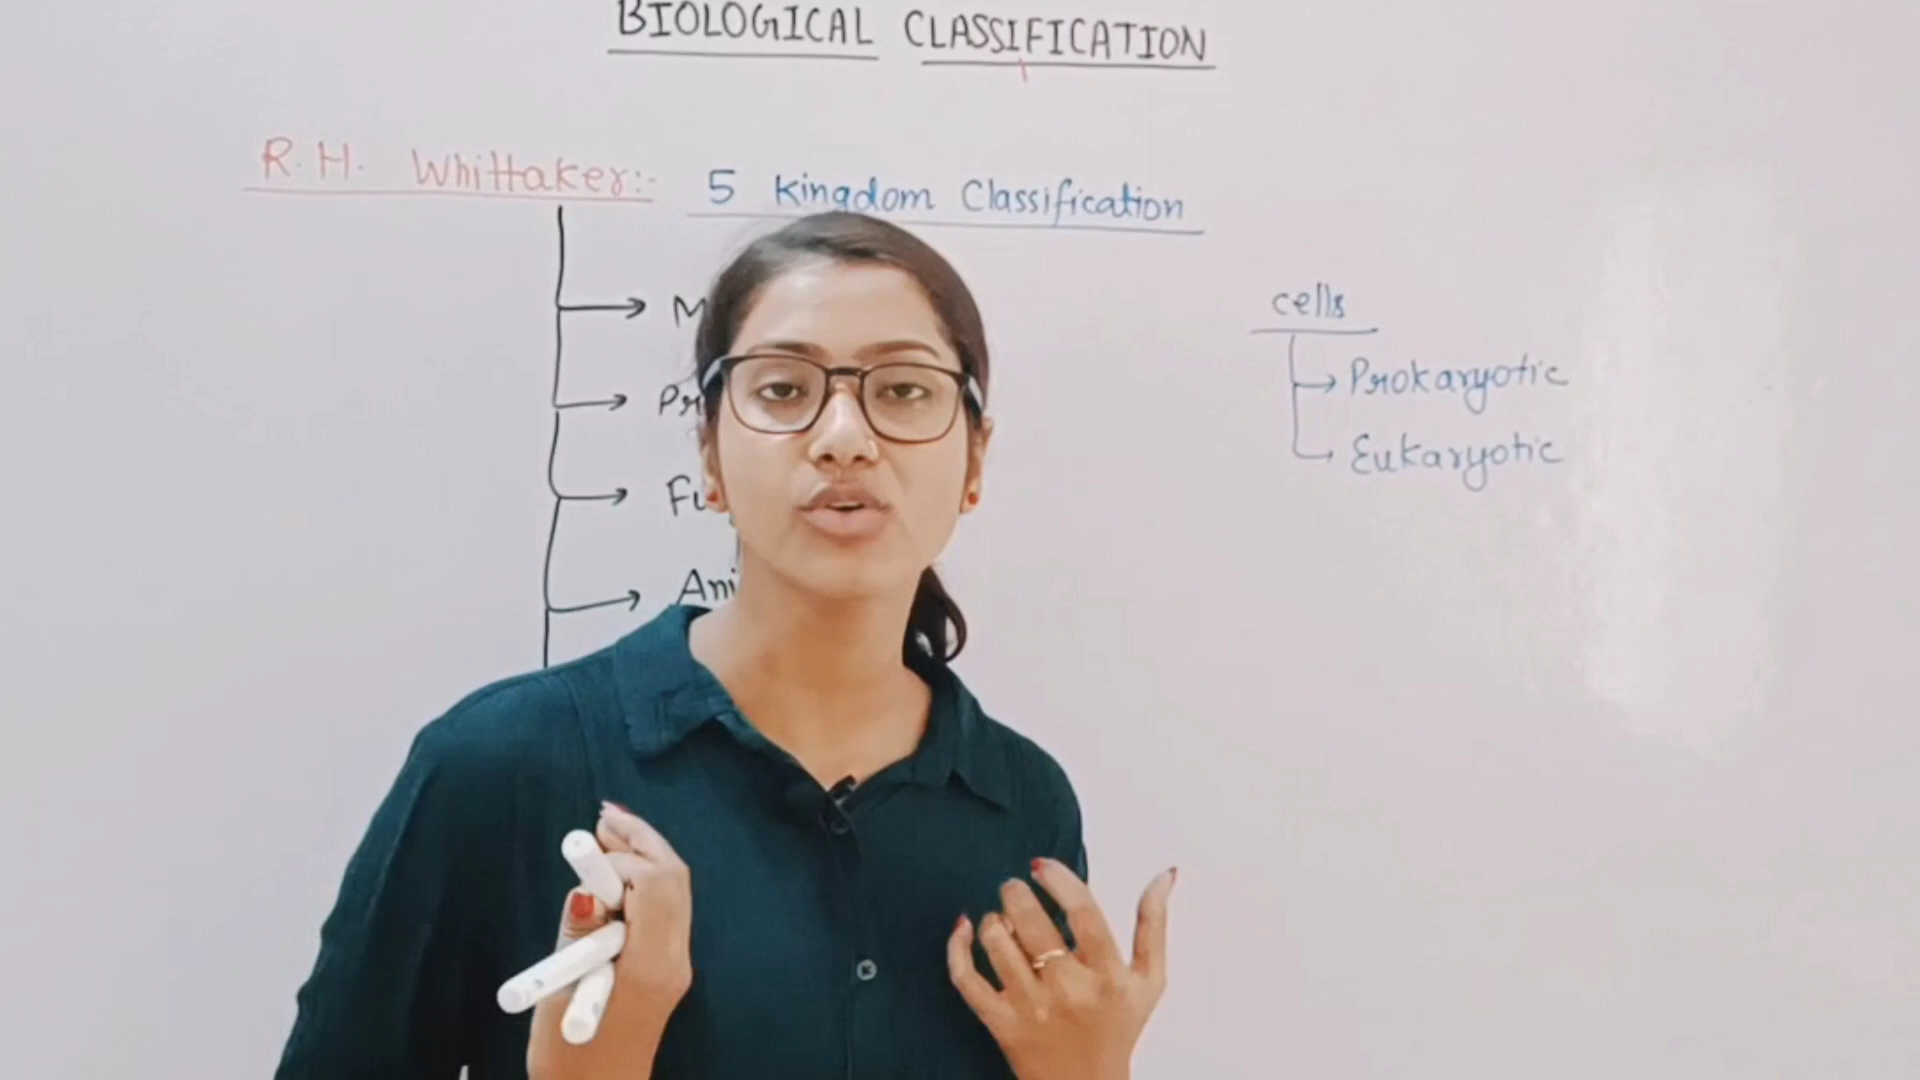 BIOLOGICAL CLASSIFICATION
R.H. Whittaker:- 5 Kingdom Classification
cells
Prokaryotic
Eukaryotic